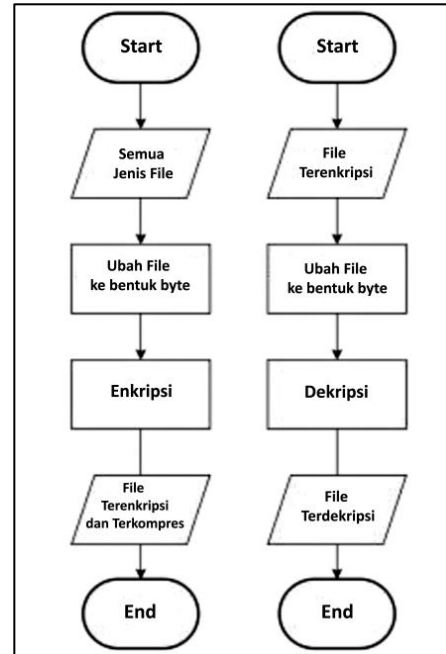 Start
Semua
Jenis File
Ubah File
ke bentuk byte
Enkripsi
File
Terenkripsi
dan Terkompres
End
Start
File
Terenkripsi
Ubah File
ke bentuk byte
Dekripsi
File
Terdekripsi
End